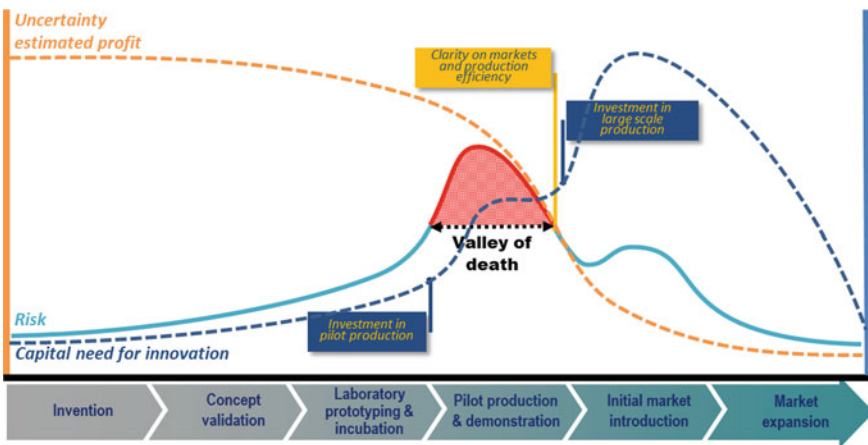 Uncertainty
estimated profit
Clarity on markets
and production
efficiency
Investment in
large scale
production
Valley of
death
Risk
Investment in
pilot production
Capital need for innovation
Invention
Concept
validation
Laboratory
prototyping &
incubation
Pilot production
& demonstration
Initial market
introduction
Market
expansion